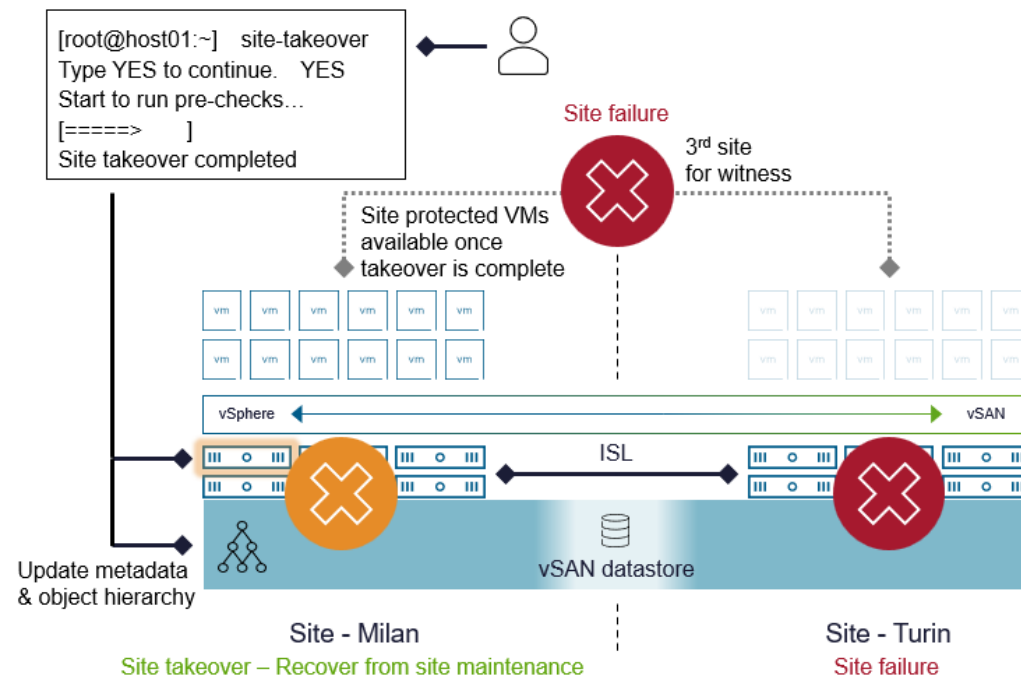 [root@host01:~] site-takeover
Type YES to continue. YES
Start to run pre-checks…
[=====> ]
Site takeover completed
Site failure
3rd site
for witness
Site protected VMs
available once
takeover is complete
vm vm vm vm vm vm
vm vm vm vm vm vm
vm vm vm vm vm vm
vm vm vm vm vm vm
vSphere
vSAN
ISL
vSAN datastore
Update metadata
& object hierarchy
Site - Milan
Site takeover – Recover from site maintenance
Site - Turin
Site failure